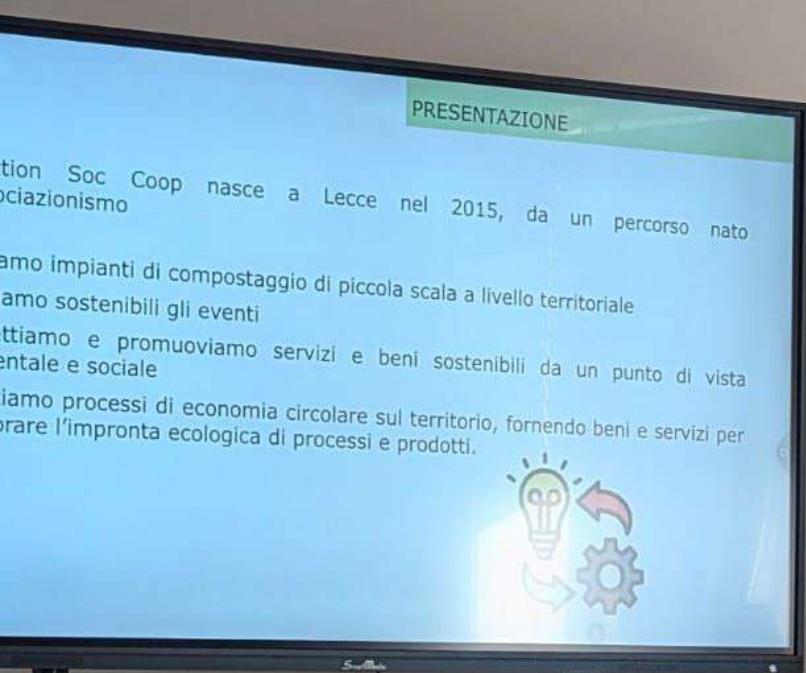 PRESENTAZIONE
tion Soc Coop nasce a Lecce nel 2015, da un percorso nato
ociazionismo
amo impianti di compostaggio di piccola scala a livello territoriale
amo sostenibili gli eventi
ttiamo e promuoviamo servizi e beni sostenibili da un punto di vista
entale e sociale
iamo processi di economia circolare sul territorio, fornendo beni e servizi per
orare l'impronta ecologica di processi e prodotti.